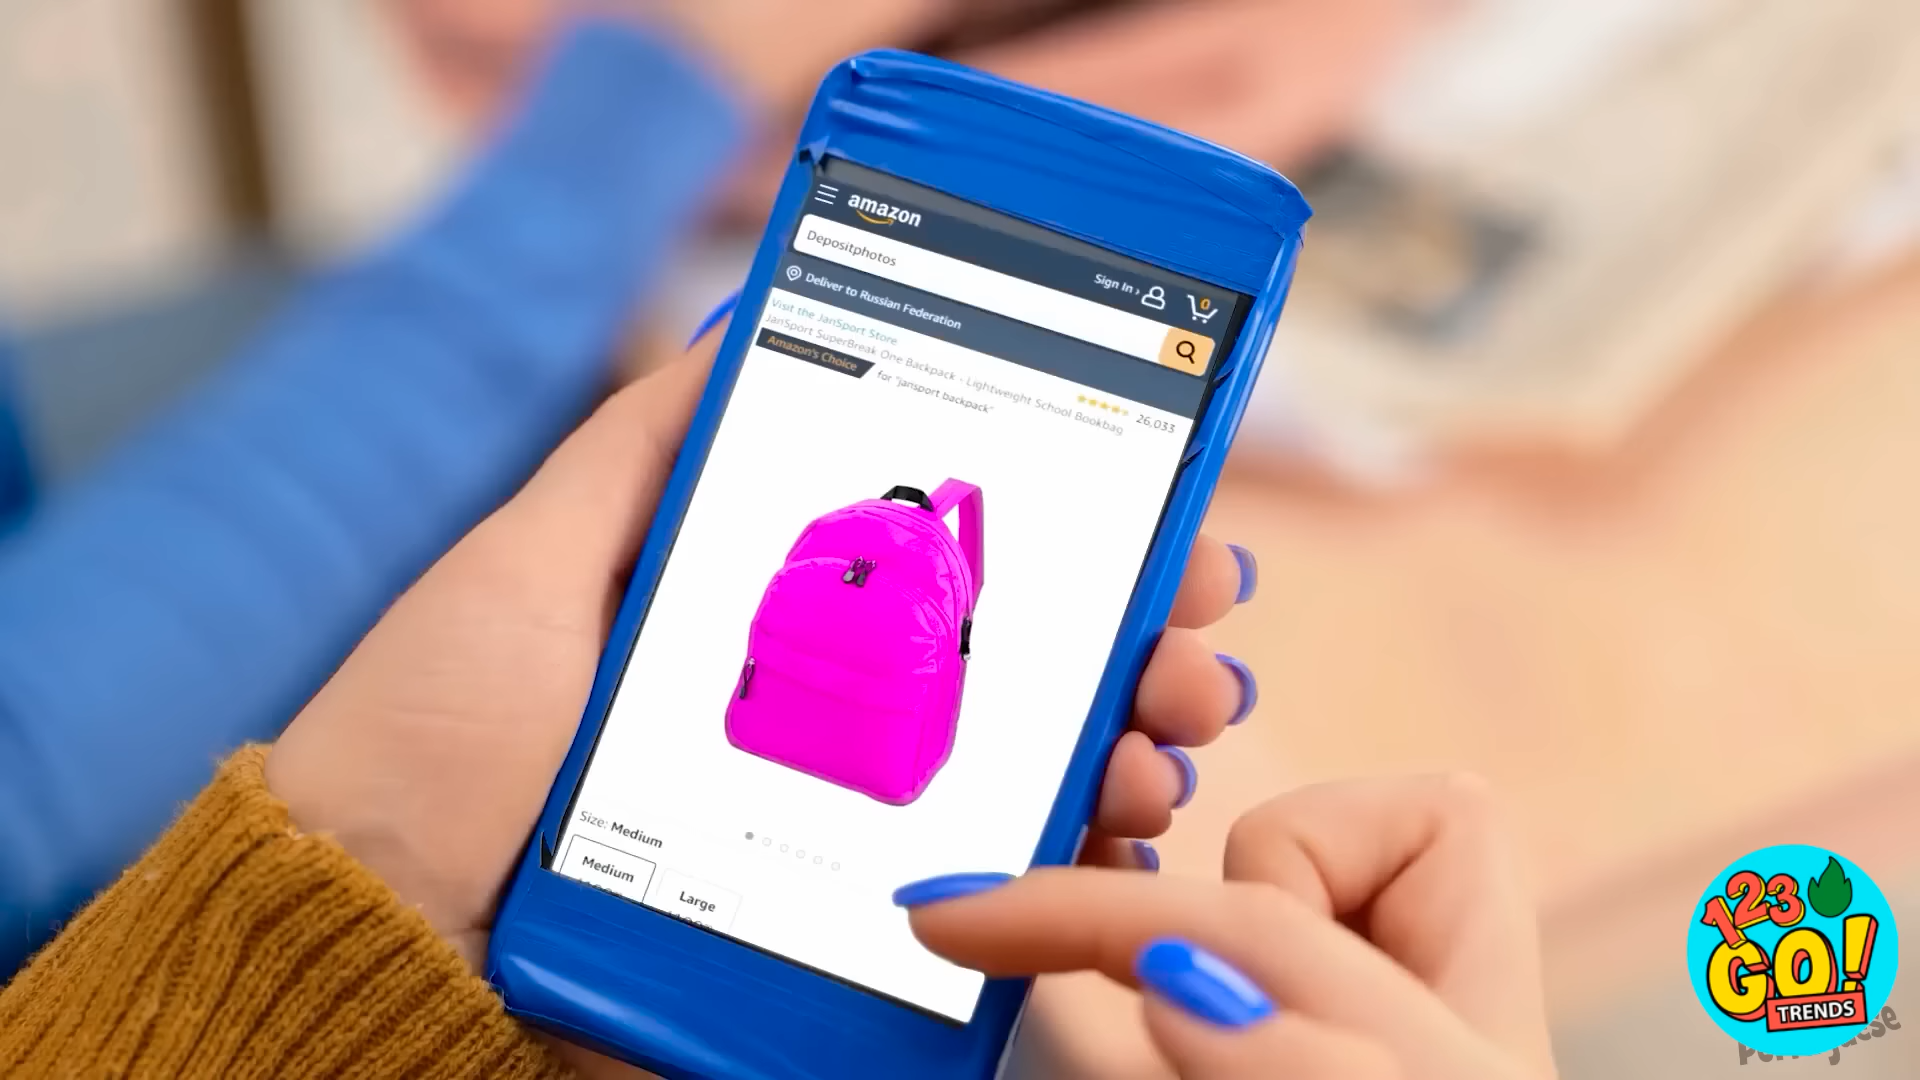 amazon
Depositphotos
Sign In ›
0
Deliver to Russian Federation
Visit the JanSport Store
JanSport SuperBreak One Backpack - Lightweight School Bookbag
26,033
Amazon's Choice
for "jansport backpack"
Size: Medium
Medium
Large
123
GO!
TRENDS